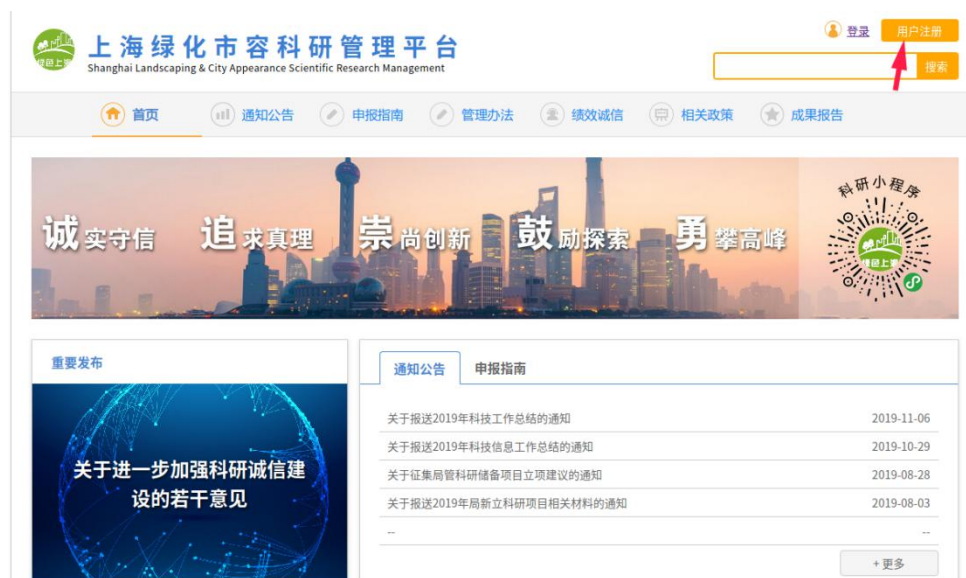 登录 用户注册
绿色上海
上海绿化市容科研管理平台
Shanghai Landscaping & City Appearance Scientific Research Management
搜索
首页 通知公告 申报指南 管理办法 绩效诚信 相关政策 成果报告
科研小程序
诚实守信 追求真理 崇尚创新 鼓励探索 勇攀高峰
绿色上海
重要发布
关于进一步加强科研诚信建
设的若干意见
通知公告 申报指南
关于报送2019年科技工作总结的通知 2019-11-06
关于报送2019年科技信息工作总结的通知 2019-10-29
关于征集局管科研储备项目立项建议的通知 2019-08-28
关于报送2019年局新立科研项目相关材料的通知 2019-08-03
-- --
+更多